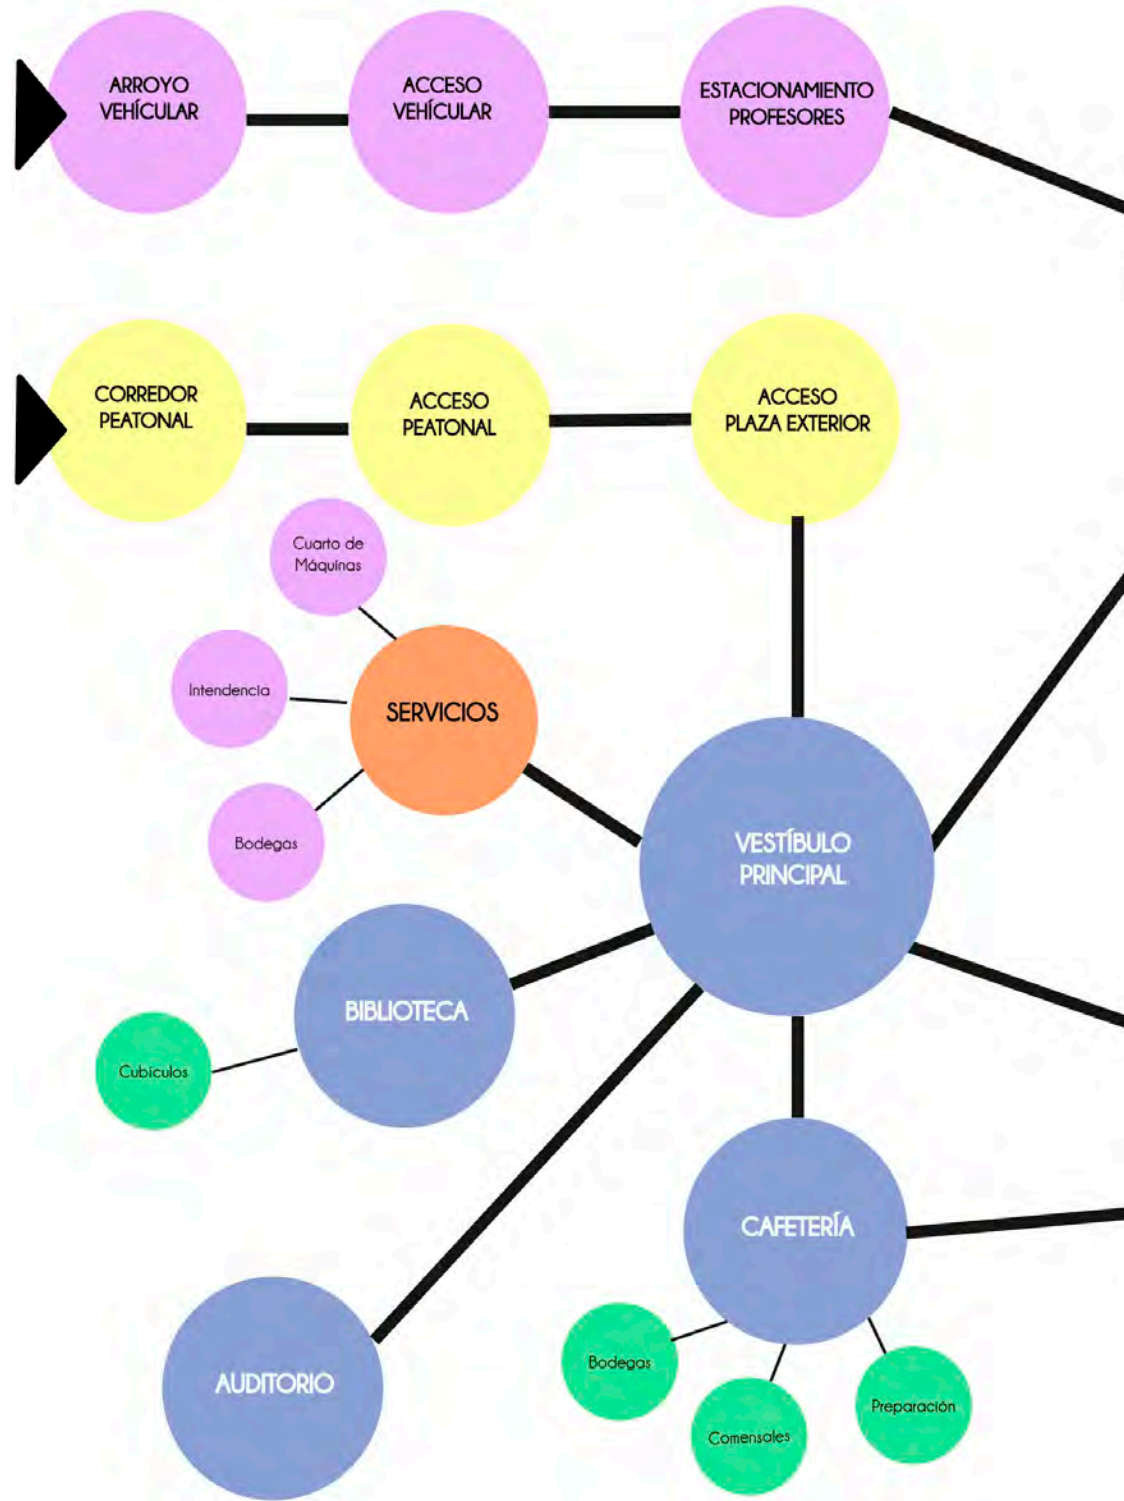 ARROYO
VEHÍCULAR
ACCESO
VEHÍCULAR
ESTACIONAMIENTO
PROFESORES
CORREDOR
PEATONAL
ACCESO
PEATONAL
ACCESO
PLAZA EXTERIOR
Cuarto de
Máquinas
Intendencia
SERVICIOS
Bodegas
VESTÍBULO
PRINCIPAL
BIBLIOTECA
Cubículos
CAFETERÍA
AUDITORIO
Bodegas
Comensales
Preparación